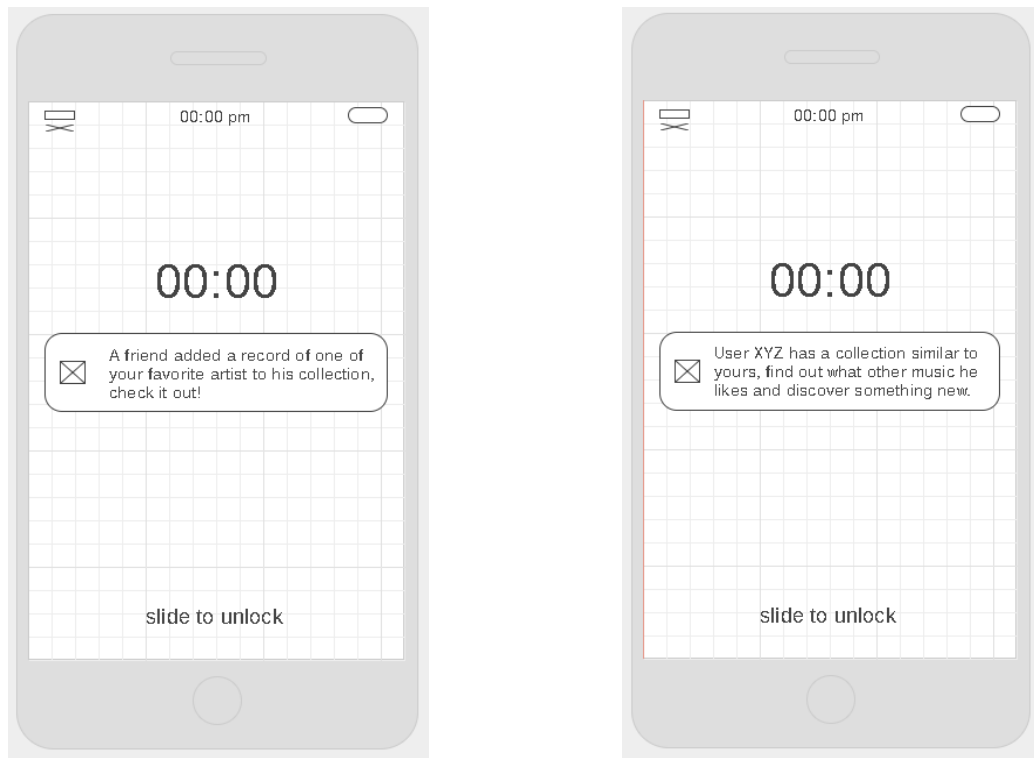 00:00 pm
00:00
A friend added a record of one of
your favorite artist to his collection,
check it out!
slide to unlock
00:00 pm
00:00
User XYZ has a collection similar to
yours, find out what other music he
likes and discover something new.
slide to unlock